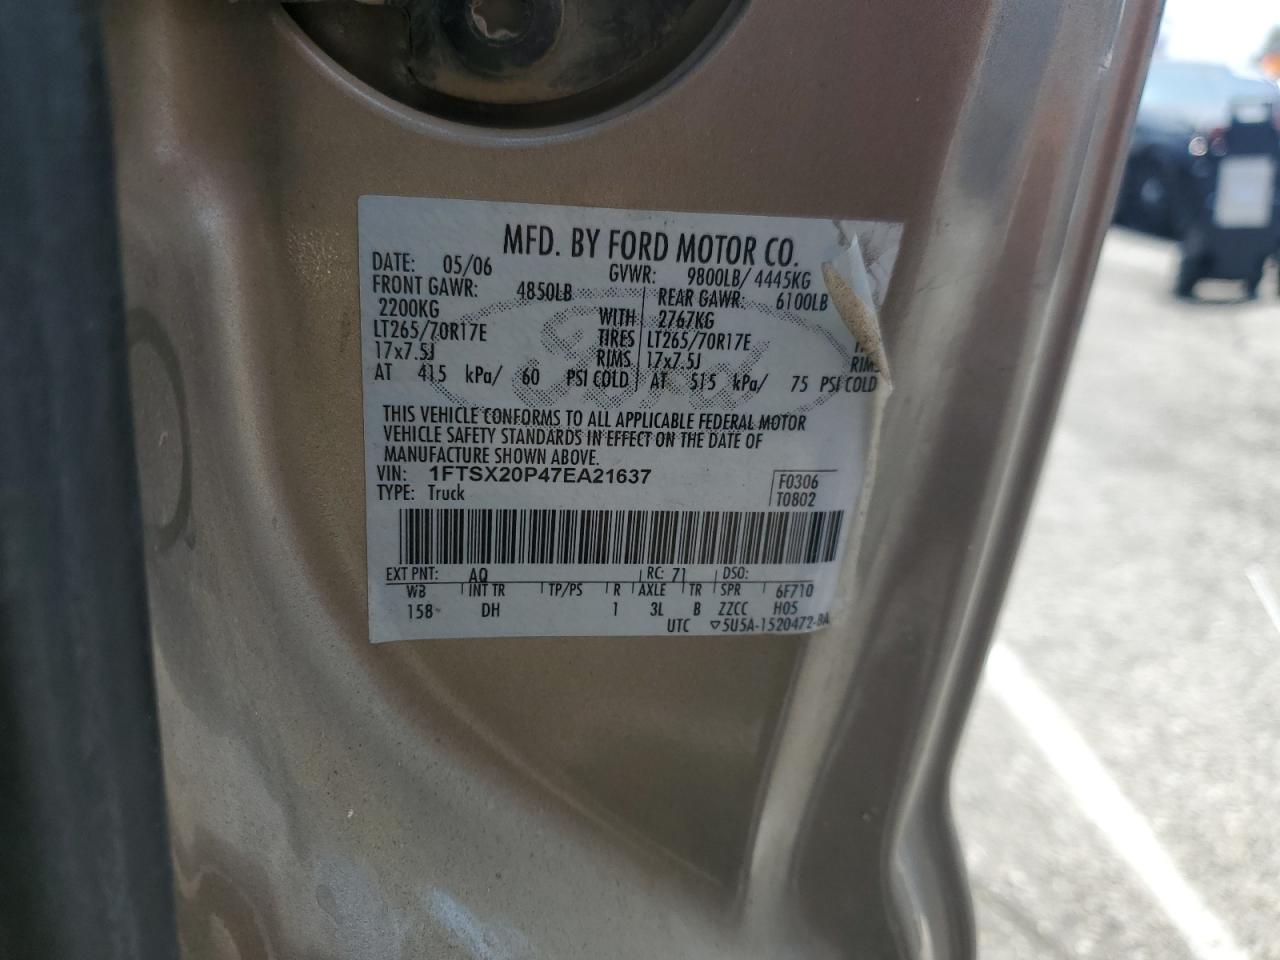 MFD. BY FORD MOTOR CO.
DATE: 05/06 GVWR: 9800LB/ 4445KG
FRONT GAWR: 4850LB REAR GAWR: 6100LB
2200KG WITH 2767KG
LT265/70R17E TIRES LT265/70R17E
17x7.5J RIMS 17x7.5J RIMS
AT 415 kPa/ 60 PSI COLD AT 515 kPa/ 75 PSI COLD
THIS VEHICLE CONFORMS TO ALL APPLICABLE FEDERAL MOTOR
VEHICLE SAFETY STANDARDS IN EFFECT ON THE DATE OF
MANUFACTURE SHOWN ABOVE.
VIN: 1FTSX20P47EA21637 F0306
TYPE: Truck T0802
EXT PNT: AQ RC: 71 DSO:
WB INT TR TP/PS R AXLE TR SPR 6F710
158 DH 1 3L B ZZCC H05
UTC ▽5U5A-1520472-BA